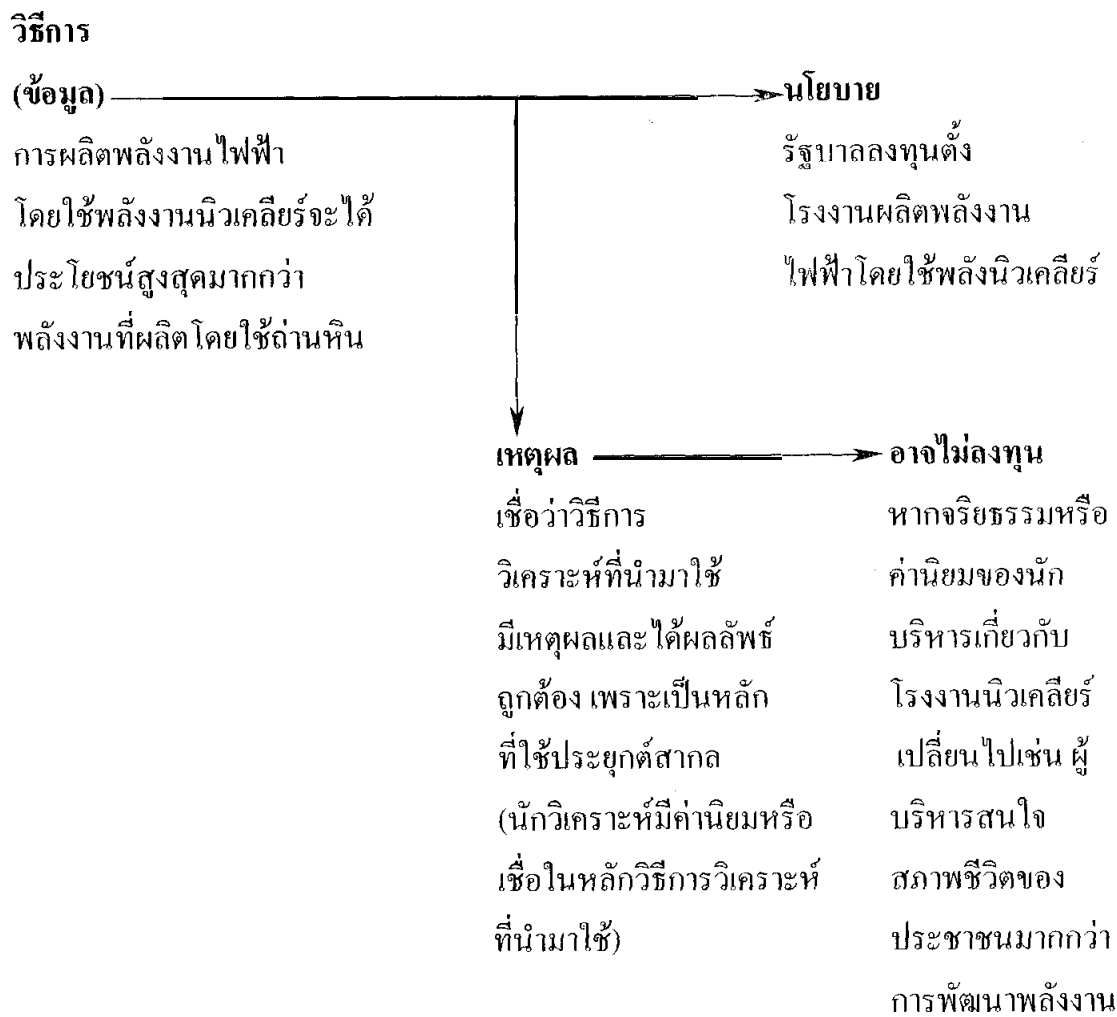 วิธีการ
(ข้อมูล)
การผลิตพลังงานไฟฟ้า
โดยใช้พลังงานนิวเคลียร์จะได้
ประโยชน์สูงสุดมากกว่า
พลังงานที่ผลิตโดยใช้ถ่านหิน
นโยบาย
รัฐบาลลงทุนตั้ง
โรงงานผลิตพลังงาน
ไฟฟ้าโดยใช้พลังนิวเคลียร์
เหตุผล
เชื่อว่าวิธีการ
วิเคราะห์ที่นำมาใช้
มีเหตุผลและได้ผลลัพธ์
ถูกต้อง เพราะเป็นหลัก
ที่ใช้ประยุกต์สากล
(นักวิเคราะห์มีค่านิยมหรือ
เชื่อในหลักวิธีการวิเคราะห์
ที่นำมาใช้)
อาจไม่ลงทุน
หากจริยธรรมหรือ
ค่านิยมของนัก
บริหารเกี่ยวกับ
โรงงานนิวเคลียร์
เปลี่ยนไปเช่น ผู้
บริหารสนใจ
สภาพชีวิตของ
ประชาชนมากกว่า
การพัฒนาพลังงาน